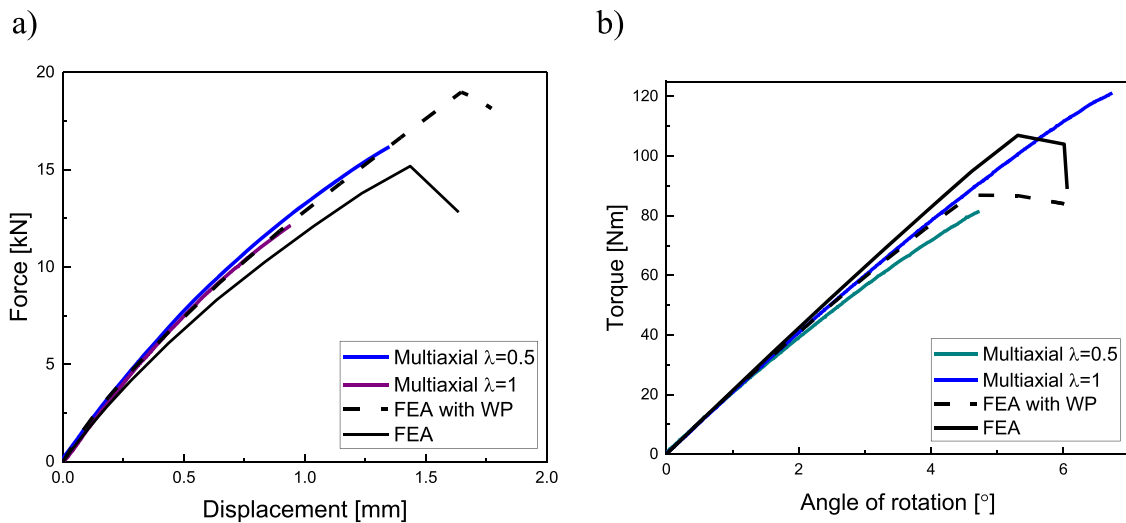 a)
20
15
10
5
0
0.0 0.5 1.0 1.5 2.0
Force [kN]
Displacement [mm]
Multiaxial λ=0.5
Multiaxial λ=1
FEA with WP
FEA
b)
120
100
80
60
40
20
0
0 2 4 6
Torque [Nm]
Angle of rotation [°]
Multiaxial λ=0.5
Multiaxial λ=1
FEA with WP
FEA